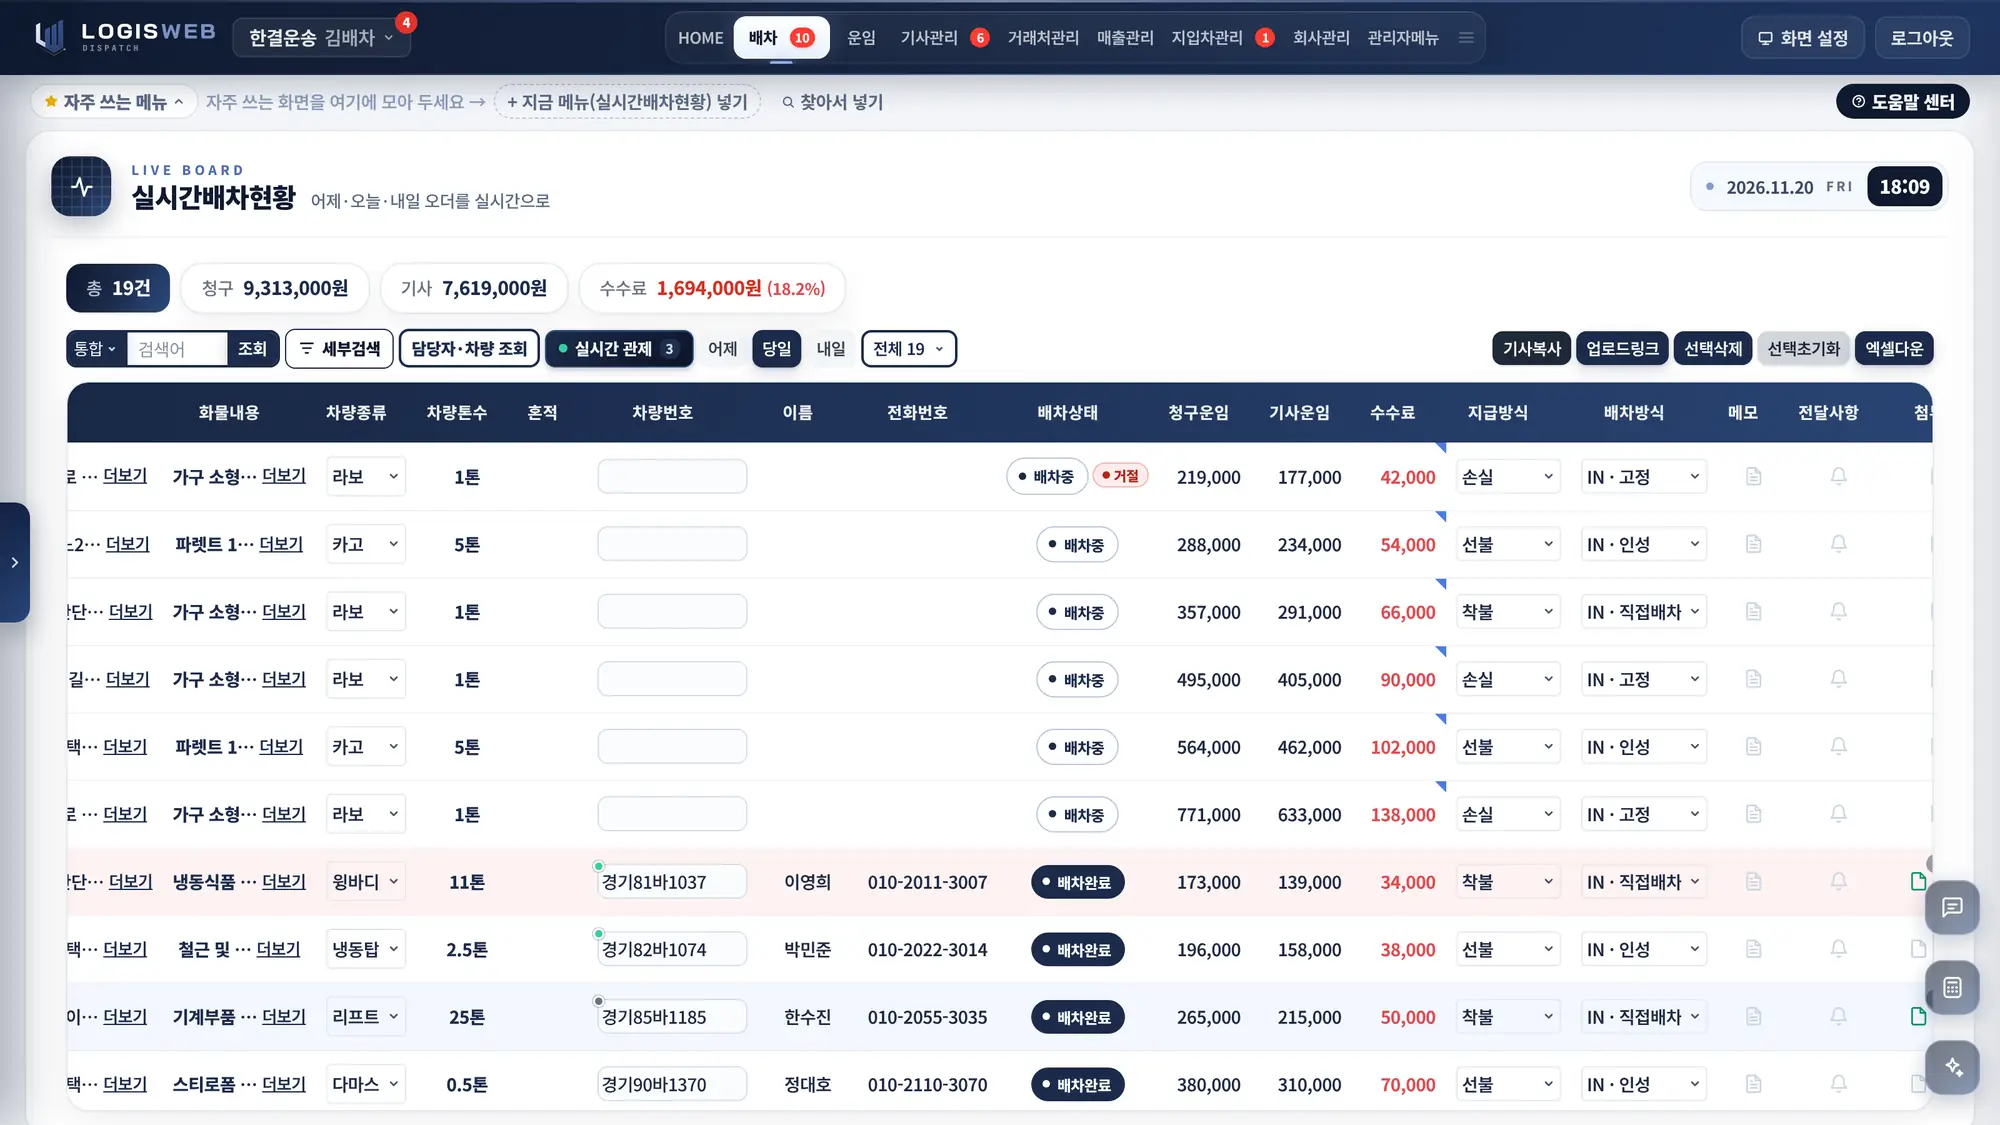 LOGISWEB
DISPATCH
한결운송 김배차
4
HOME 배차 10 운임 기사관리 6 거래처관리 매출관리 지입차관리 1 회사관리 관리자메뉴
화면 설정
로그아웃
자주 쓰는 메뉴 자주 쓰는 화면을 여기에 모아 두세요 → + 지금 메뉴(실시간배차현황) 넣기 찾아서 넣기
도움말 센터
LIVE BOARD
실시간배차현황 어제·오늘·내일 오더를 실시간으로
2026.11.20 FRI 18:09
총 19건 청구 9,313,000원 기사 7,619,000원 수수료 1,694,000원 (18.2%)
통합 검색어 조회 세부검색 담당자·차량 조회 실시간 관제 3 어제 당일 내일 전체 19 기사복사 업로드링크 선택삭제 선택초기화 엑셀다운
화물내용 차량종류 차량톤수 혼적 차량번호 이름 전화번호 배차상태 청구운임 기사운임 수수료 지급방식 배차방식 메모 전달사항
로 ··· 더보기 가구 소형··· 더보기 라보 1톤 배차중 거절 219,000 177,000 42,000 손실 IN · 고정
2··· 더보기 파렛트 1··· 더보기 카고 5톤 배차중 288,000 234,000 54,000 선불 IN · 인성
단··· 더보기 가구 소형··· 더보기 라보 1톤 배차중 357,000 291,000 66,000 착불 IN · 직접배차
길··· 더보기 가구 소형··· 더보기 라보 1톤 배차중 495,000 405,000 90,000 손실 IN · 고정
택··· 더보기 파렛트 1··· 더보기 카고 5톤 배차중 564,000 462,000 102,000 선불 IN · 인성
로 ··· 더보기 가구 소형··· 더보기 라보 1톤 배차중 771,000 633,000 138,000 손실 IN · 고정
단··· 더보기 냉동식품 ··· 더보기 윙바디 11톤 경기81바1037 이영희 010-2011-3007 배차완료 173,000 139,000 34,000 착불 IN · 직접배차
택··· 더보기 철근 및 ··· 더보기 냉동탑 2.5톤 경기82바1074 박민준 010-2022-3014 배차완료 196,000 158,000 38,000 선불 IN · 인성
이··· 더보기 기계부품 ··· 더보기 리프트 25톤 경기85바1185 한수진 010-2055-3035 배차완료 265,000 215,000 50,000 착불 IN · 직접배차
택··· 더보기 스티로폼 ··· 더보기 다마스 0.5톤 경기90바1370 정대호 010-2110-3070 배차완료 380,000 310,000 70,000 선불 IN · 인성